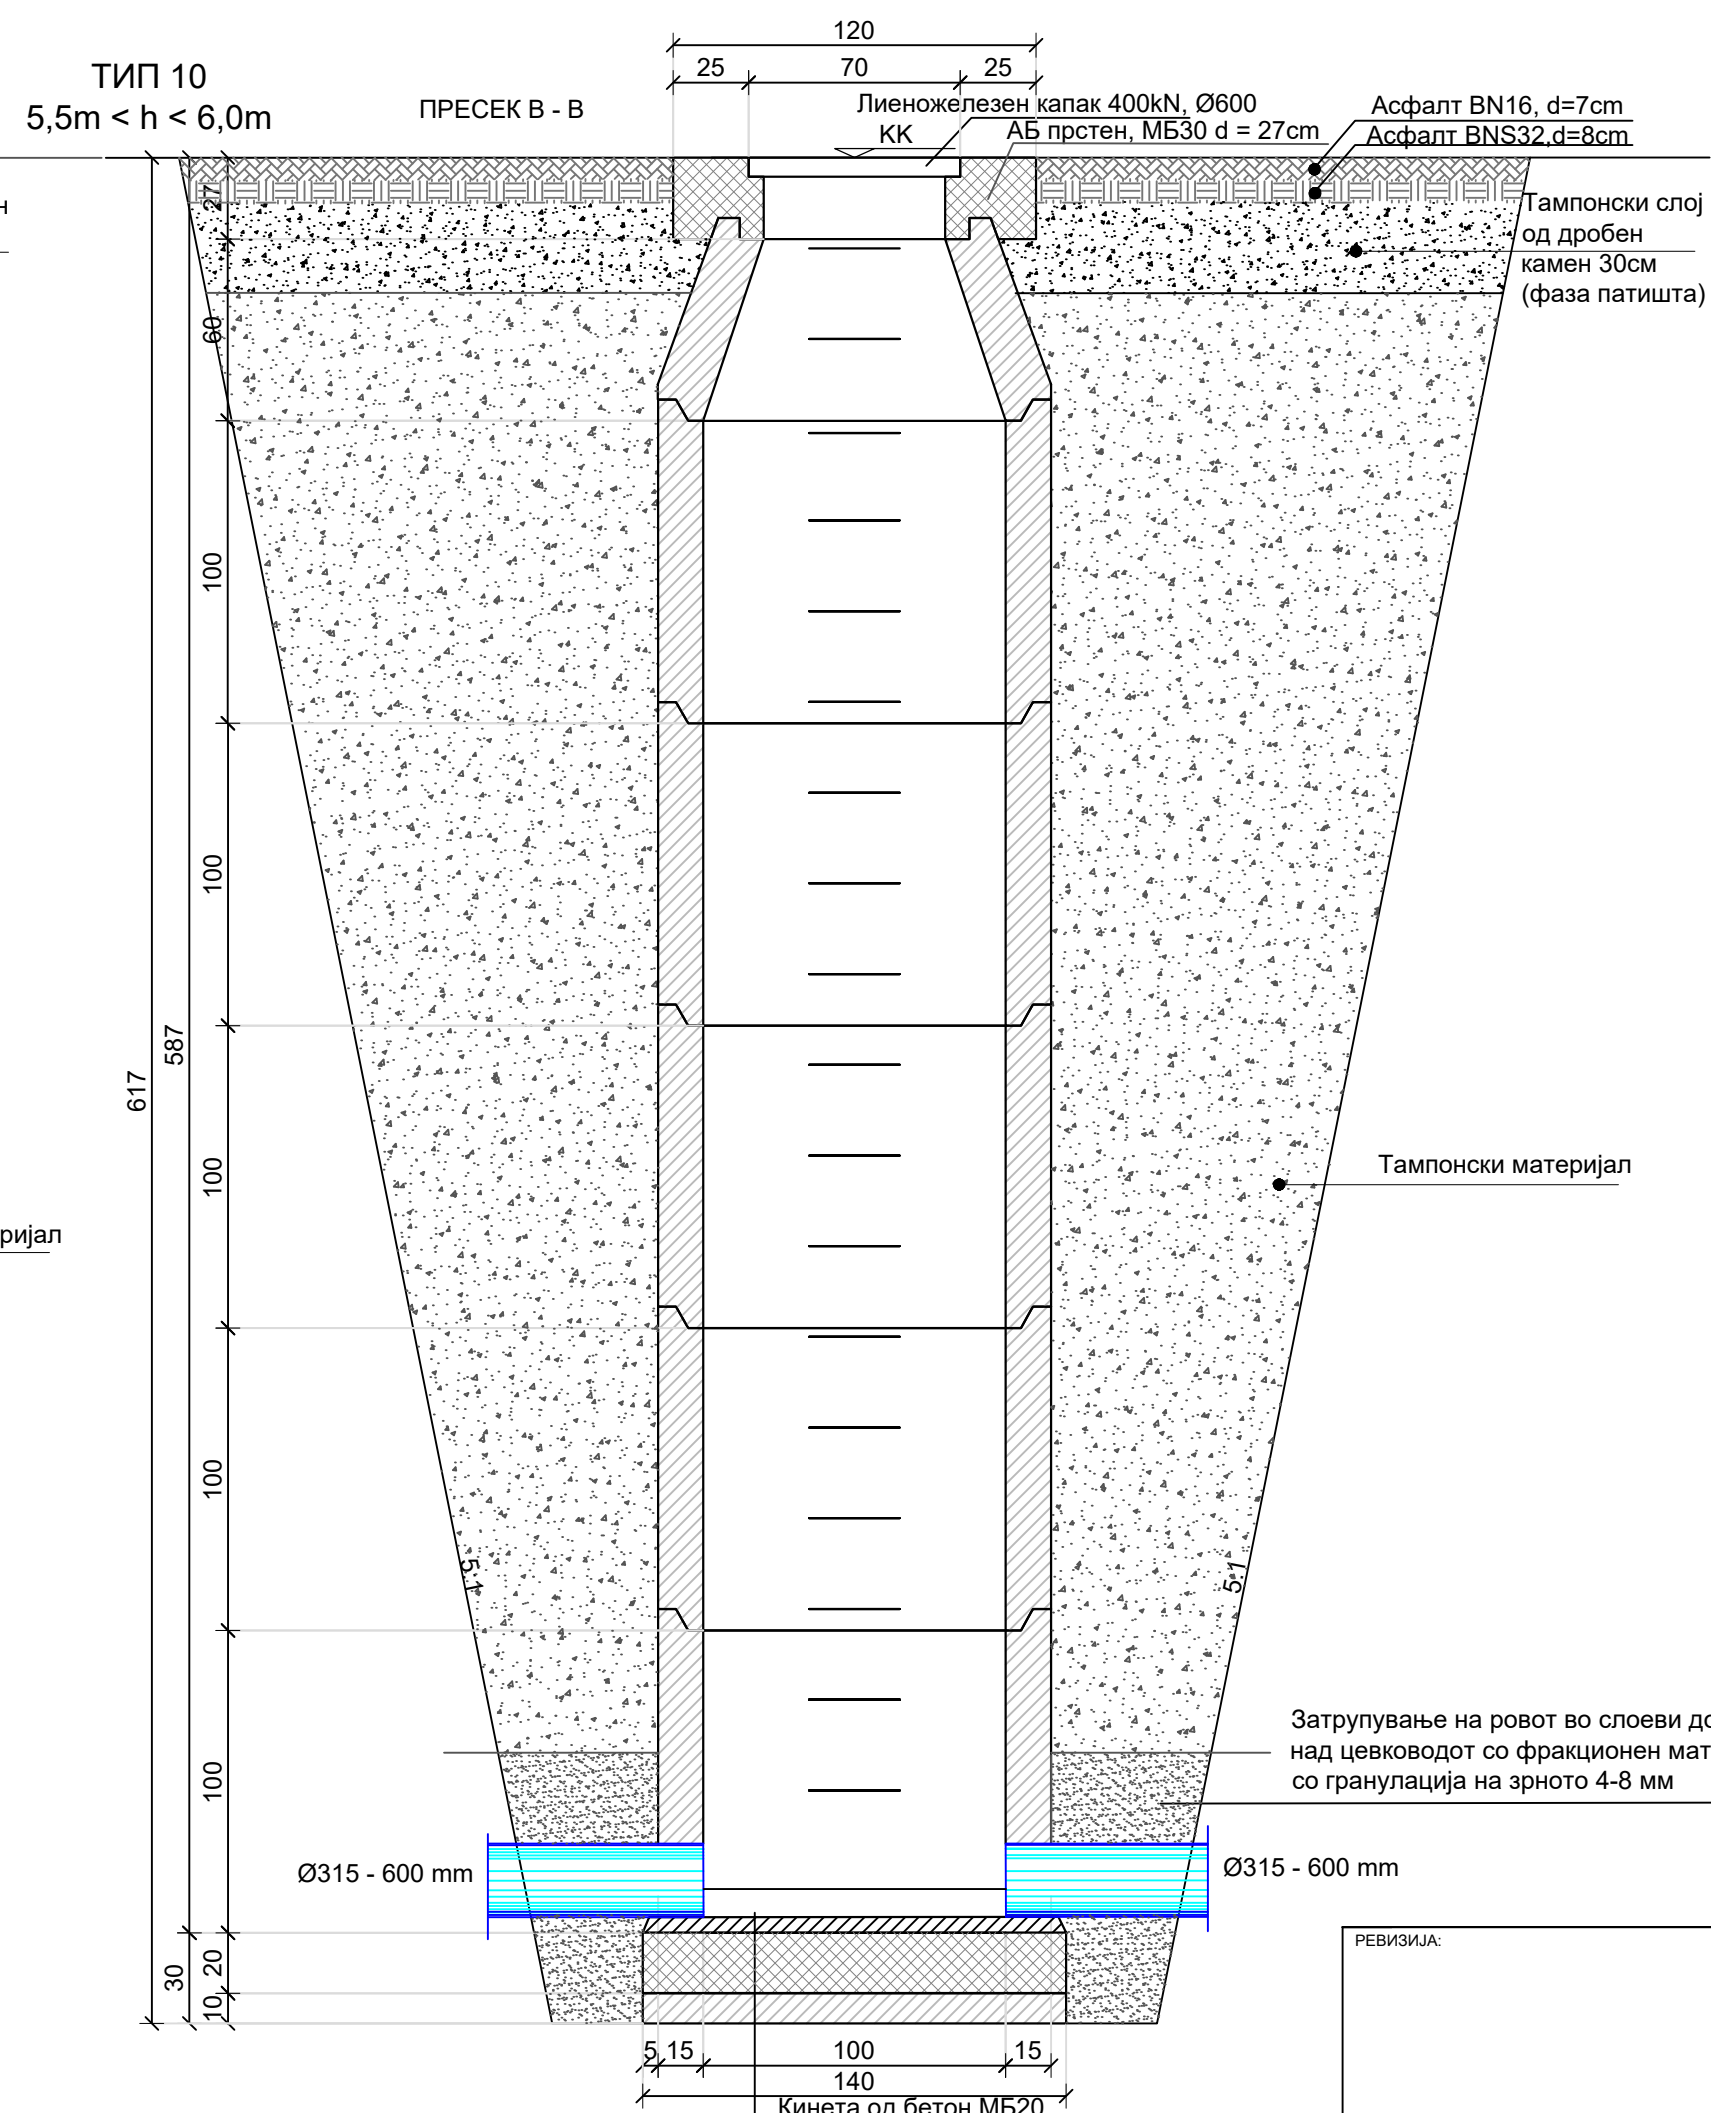 120
25
70
25
ТИП 10
5,5m < h < 6,0m
ПРЕСЕК В - В
Лиеножелезен капак 400kN, Ø600
КК
АБ прстен, МБ30 d = 27cm
Асфалт BN16, d=7cm
Асфалт BNS32,d=8cm
Тампонски слој
од дробен
камен 30см
(фаза патишта)
н
27
60
100
100
587
617
100
Тампонски материјал
ријал
100
5:1
5:1
100
Затрупување на ровот во слоеви до
над цевководот со фракционен мат
со гранулација на зрното 4-8 мм
Ø315 - 600 mm
Ø315 - 600 mm
РЕВИЗИЈА:
30
20
10
5
15
100
15
140
Кинета од бетон МБ20